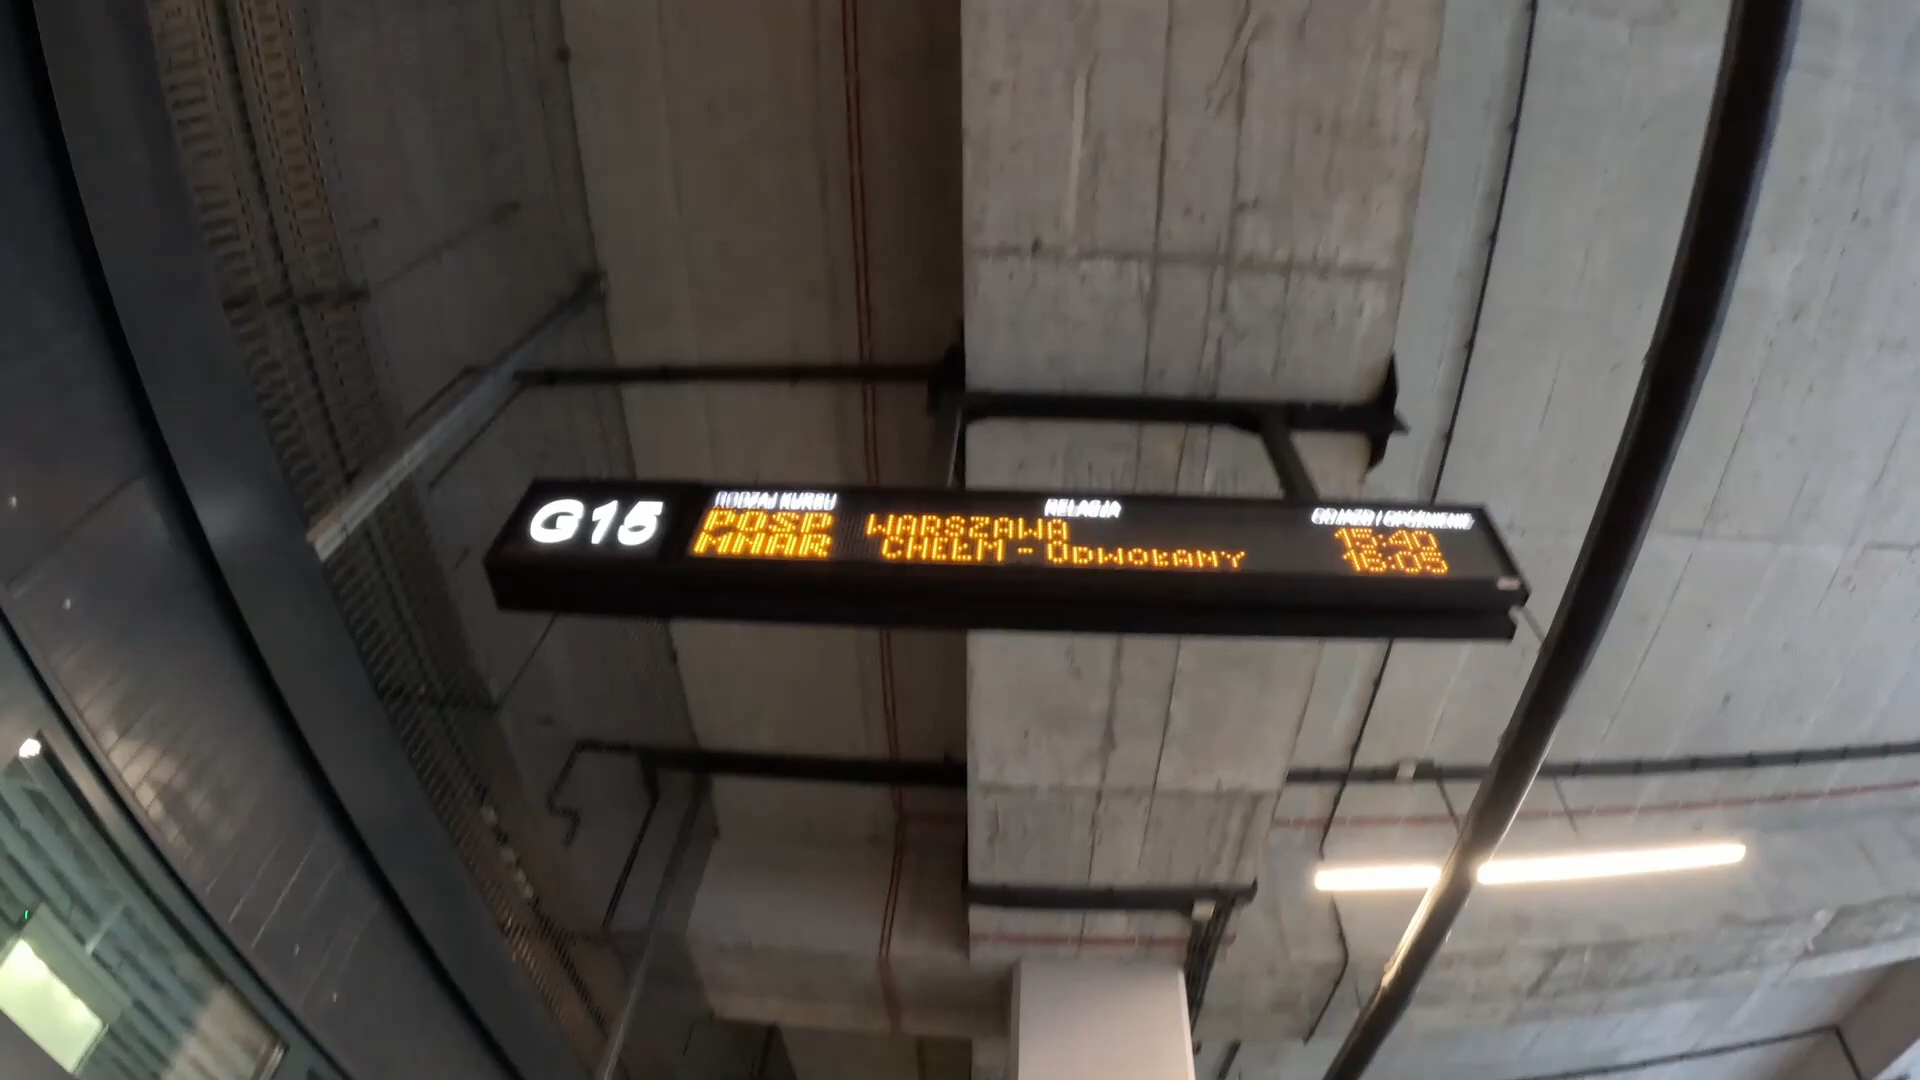 G15
RODZAJ KURSU RELACJA ODJAZD / OPÓŹNIENIE
POSP WARSZAWA 15:40
MHAR CHEŁM - Odwołany 16:05